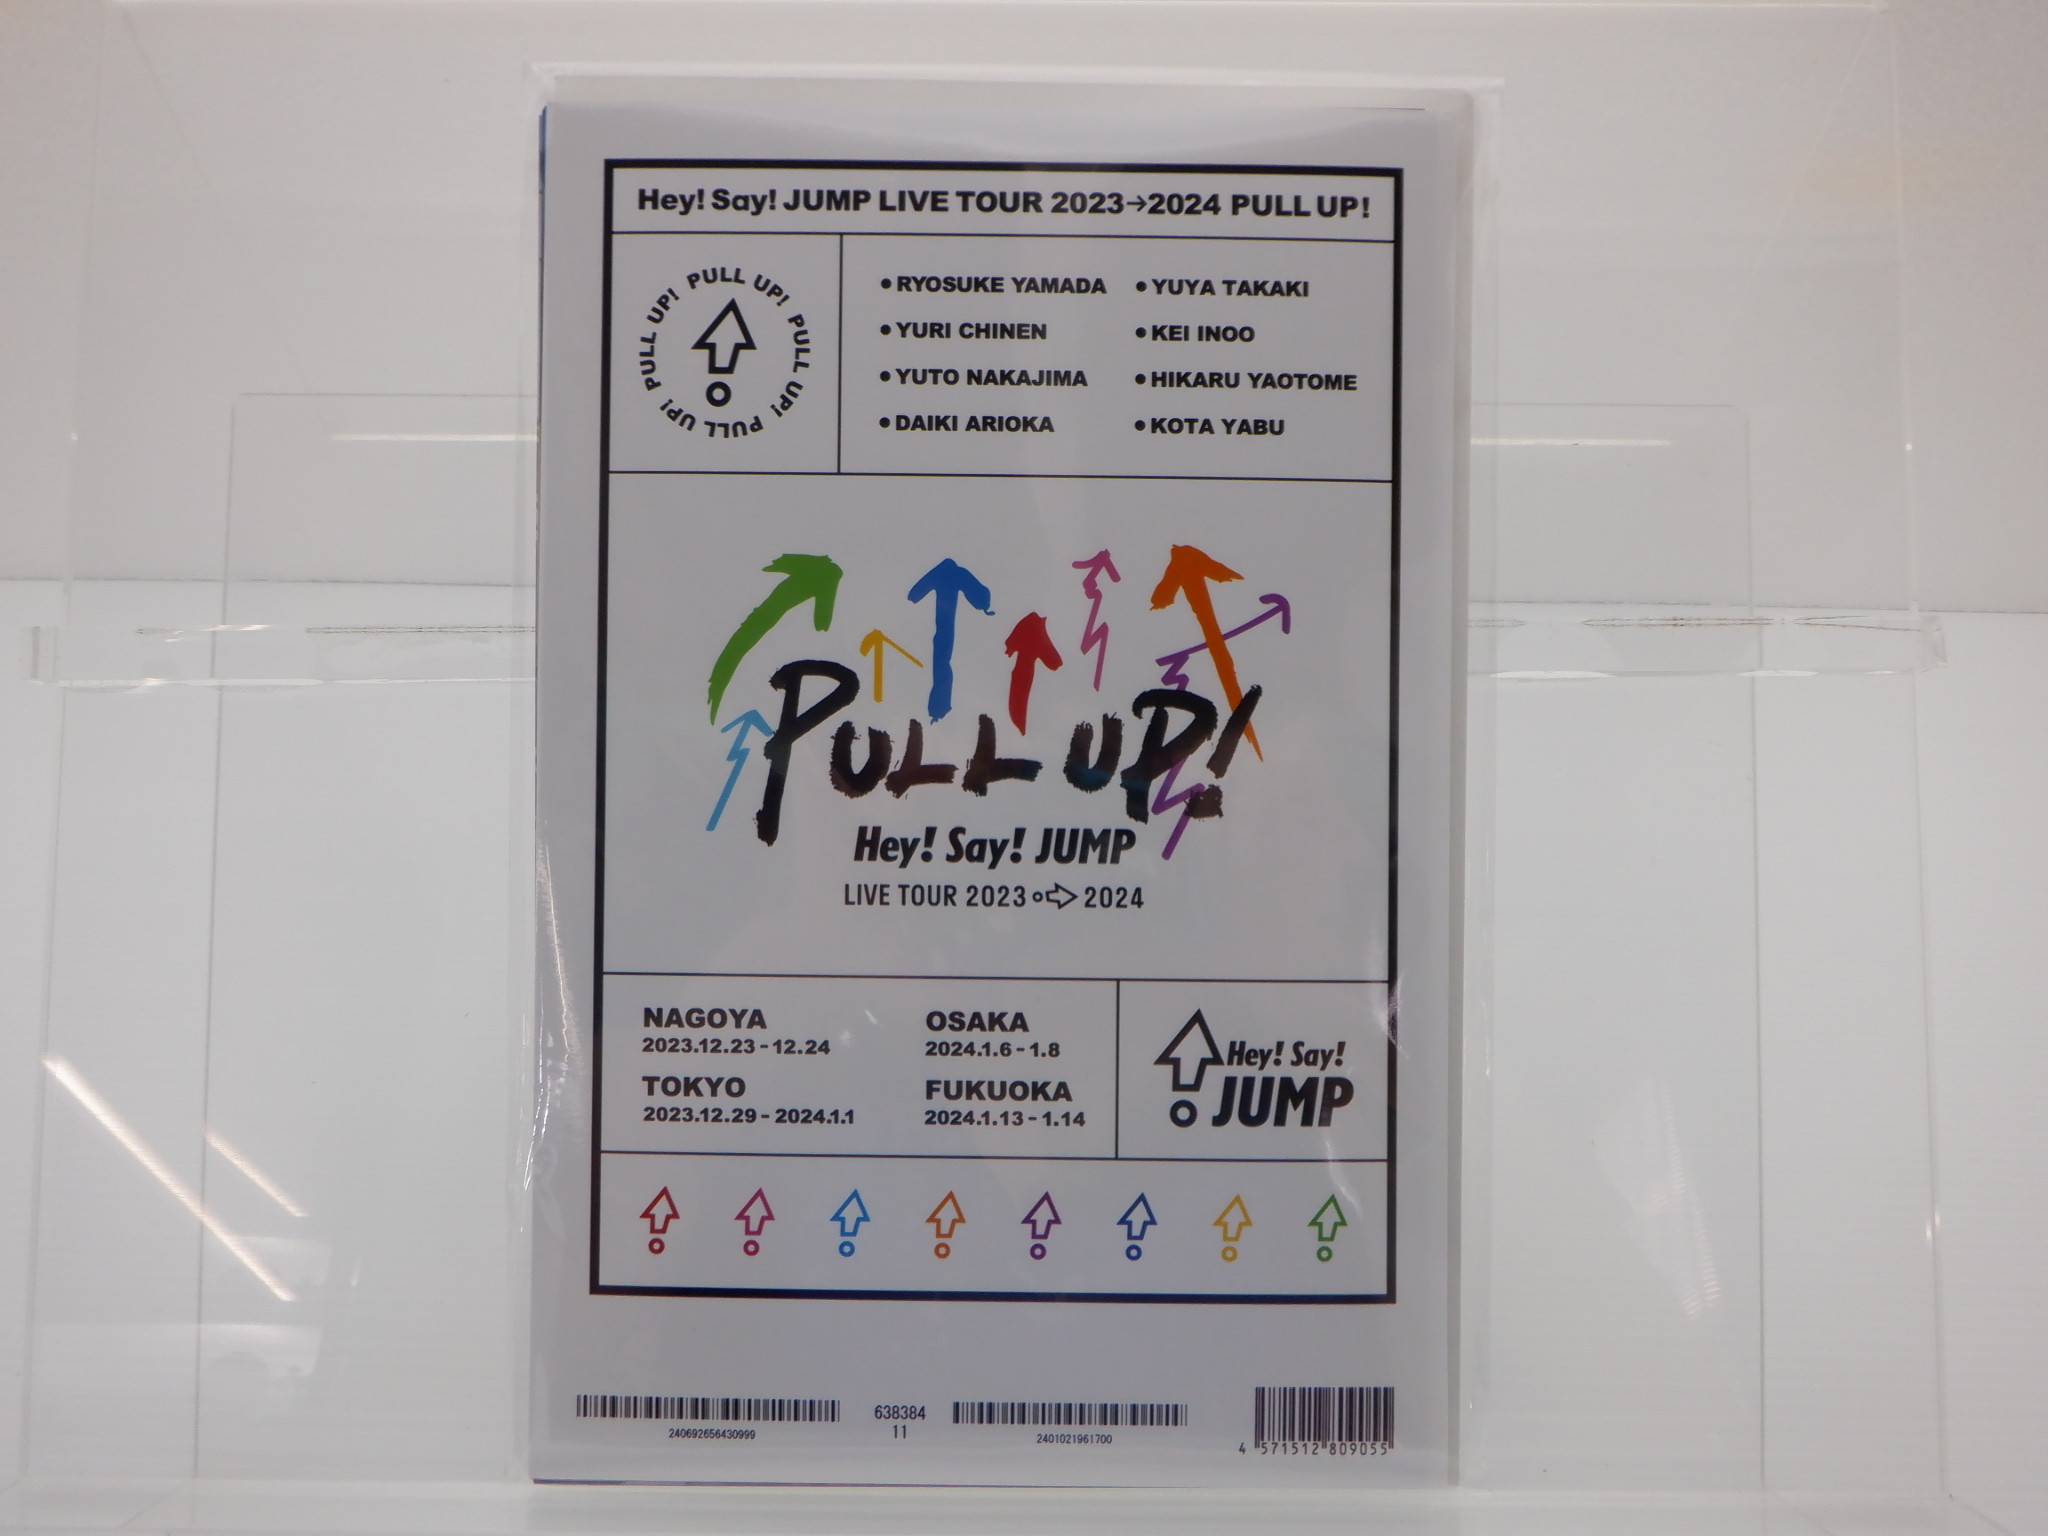 Hey! Say! JUMP LIVE TOUR 2023→2024 PULL UP!
PULL UP! PULL UP! PULL UP! PULL UP!
•RYOSUKE YAMADA
•YURI CHINEN
•YUTO NAKAJIMA
•DAIKI ARIOKA
•YUYA TAKAKI
•KEI INOO
•HIKARU YAOTOME
•KOTA YABU
PULL UP!
Hey! Say! JUMP
LIVE TOUR 2023 2024
NAGOYA
2023.12.23-12.24
TOKYO
2023.12.29-2024.1.1
OSAKA
2024.1.6-1.8
FUKUOKA
2024.1.13-1.14
Hey! Say!
JUMP
240692656430999
638384
11
2401021961700
4 571512 809055